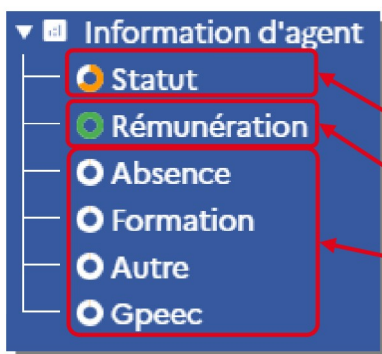 Information d'agent
Statut
Rémunération
Absence
Formation
Autre
Gpeec